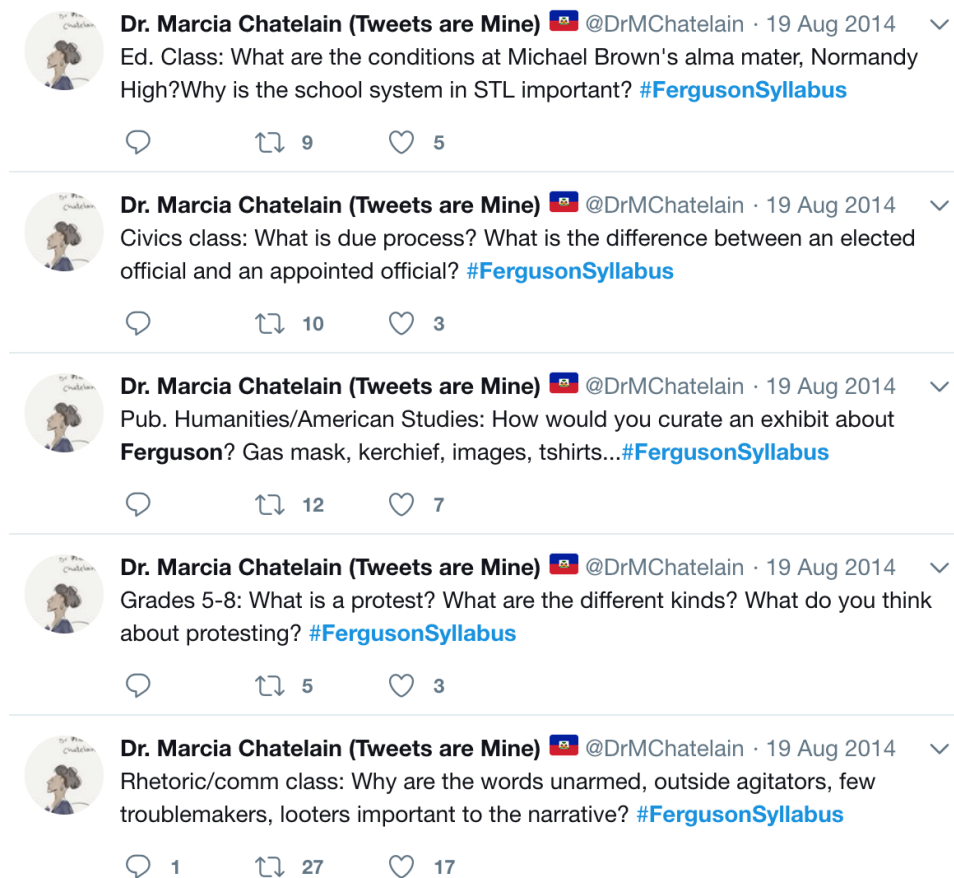 Dr. Marcia Chatelain (Tweets are Mine) 🇭🇹 @DrMChatelain · 19 Aug 2014
Ed. Class: What are the conditions at Michael Brown's alma mater, Normandy
High?Why is the school system in STL important? #FergusonSyllabus
9 5
Dr. Marcia Chatelain (Tweets are Mine) 🇭🇹 @DrMChatelain · 19 Aug 2014
Civics class: What is due process? What is the difference between an elected
official and an appointed official? #FergusonSyllabus
10 3
Dr. Marcia Chatelain (Tweets are Mine) 🇭🇹 @DrMChatelain · 19 Aug 2014
Pub. Humanities/American Studies: How would you curate an exhibit about
Ferguson? Gas mask, kerchief, images, tshirts...#FergusonSyllabus
12 7
Dr. Marcia Chatelain (Tweets are Mine) 🇭🇹 @DrMChatelain · 19 Aug 2014
Grades 5-8: What is a protest? What are the different kinds? What do you think
about protesting? #FergusonSyllabus
5 3
Dr. Marcia Chatelain (Tweets are Mine) 🇭🇹 @DrMChatelain · 19 Aug 2014
Rhetoric/comm class: Why are the words unarmed, outside agitators, few
troublemakers, looters important to the narrative? #FergusonSyllabus
1 27 17